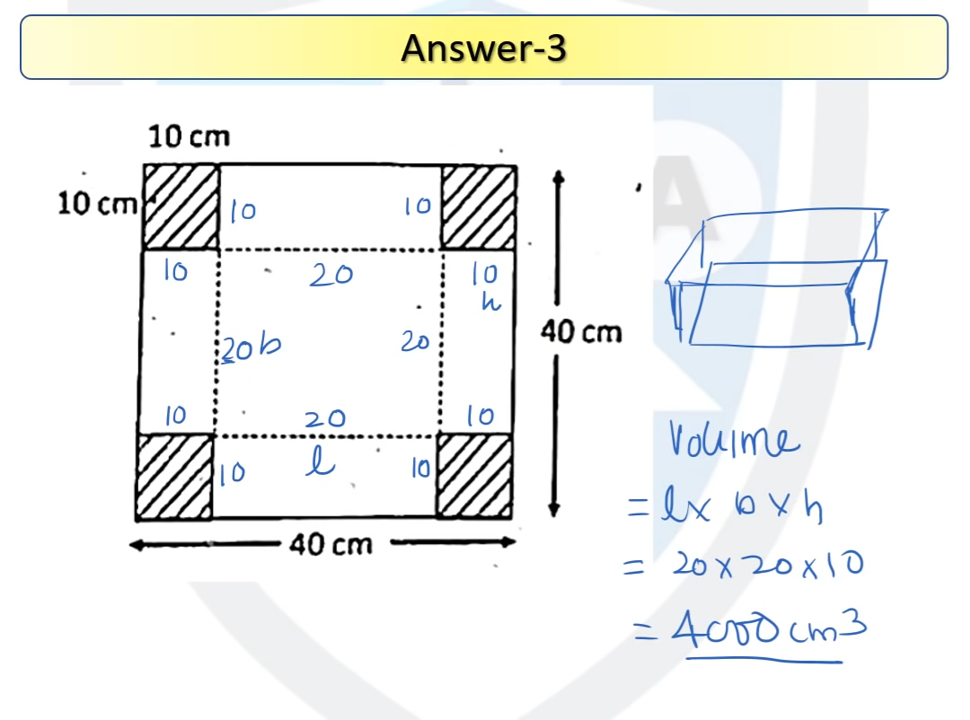 Answer-3
10 cm
10 cm
10 10
10 20 10
h
40 cm
20 b 20
10 20 10
10 l 10
40 cm
Volume
= l x b x h
= 20 x 20 x 10
= 4000 cm3
A